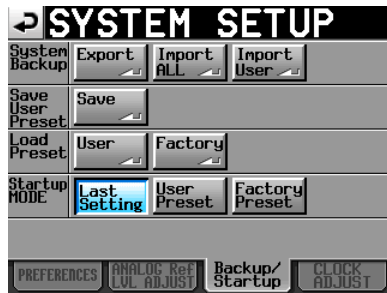 SYSTEM SETUP
System
Backup
Export
Import
ALL
Import
User
Save
User
Preset
Save
Load
Preset
User
Factory
Startup
MODE
Last
Setting
User
Preset
Factory
Preset
PREFERENCES
ANALOG Ref
LVL ADJUST
Backup/
Startup
CLOCK
ADJUST